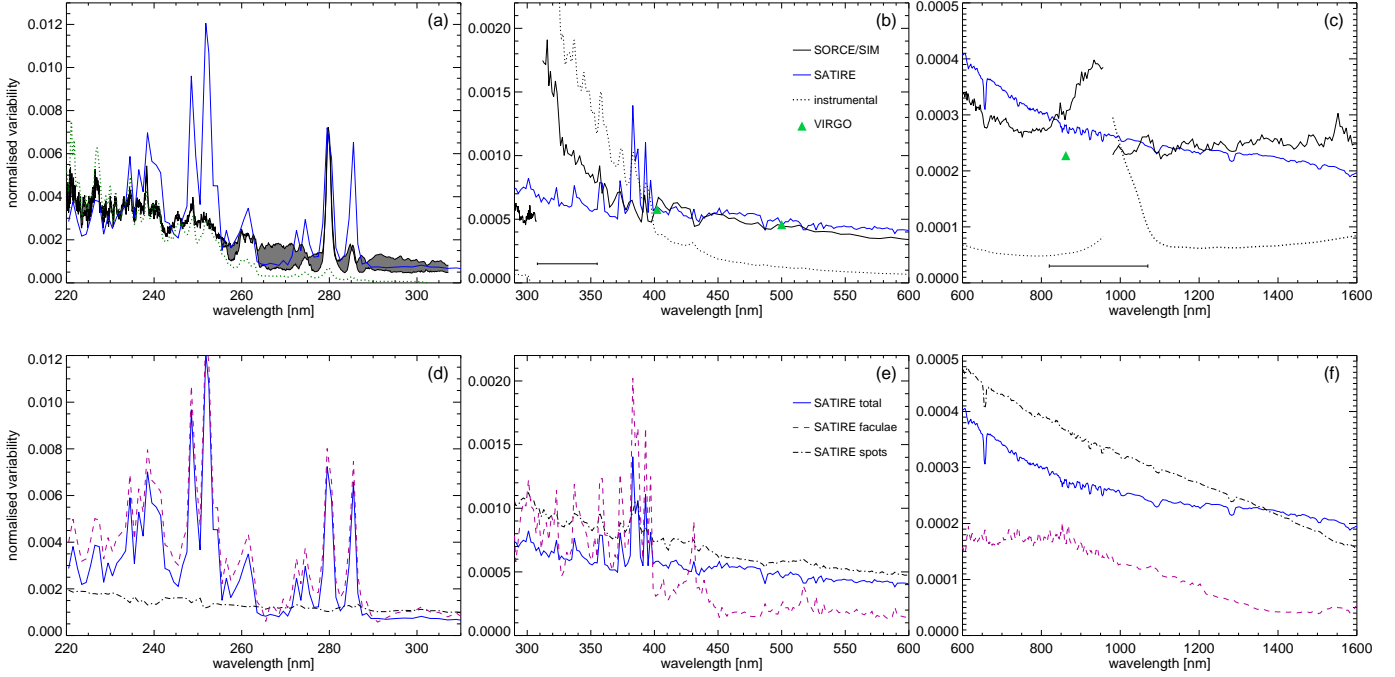 (a)
0.012
0.010
0.008
0.006
0.004
0.002
0.000
normalised variability
220 240 260 280 300
wavelength [nm]
(b)
0.0020
0.0015
0.0010
0.0005
0.0000
SORCE/SIM
SATIRE
instrumental
VIRGO
300 350 400 450 500 550 600
wavelength [nm]
(c)
0.0005
0.0004
0.0003
0.0002
0.0001
0.0000
600 800 1000 1200 1400 1600
wavelength [nm]
(d)
0.012
0.010
0.008
0.006
0.004
0.002
0.000
normalised variability
220 240 260 280 300
wavelength [nm]
(e)
0.0020
0.0015
0.0010
0.0005
0.0000
SATIRE total
SATIRE faculae
SATIRE spots
300 350 400 450 500 550 600
wavelength [nm]
(f)
0.0005
0.0004
0.0003
0.0002
0.0001
0.0000
600 800 1000 1200 1400 1600
wavelength [nm]